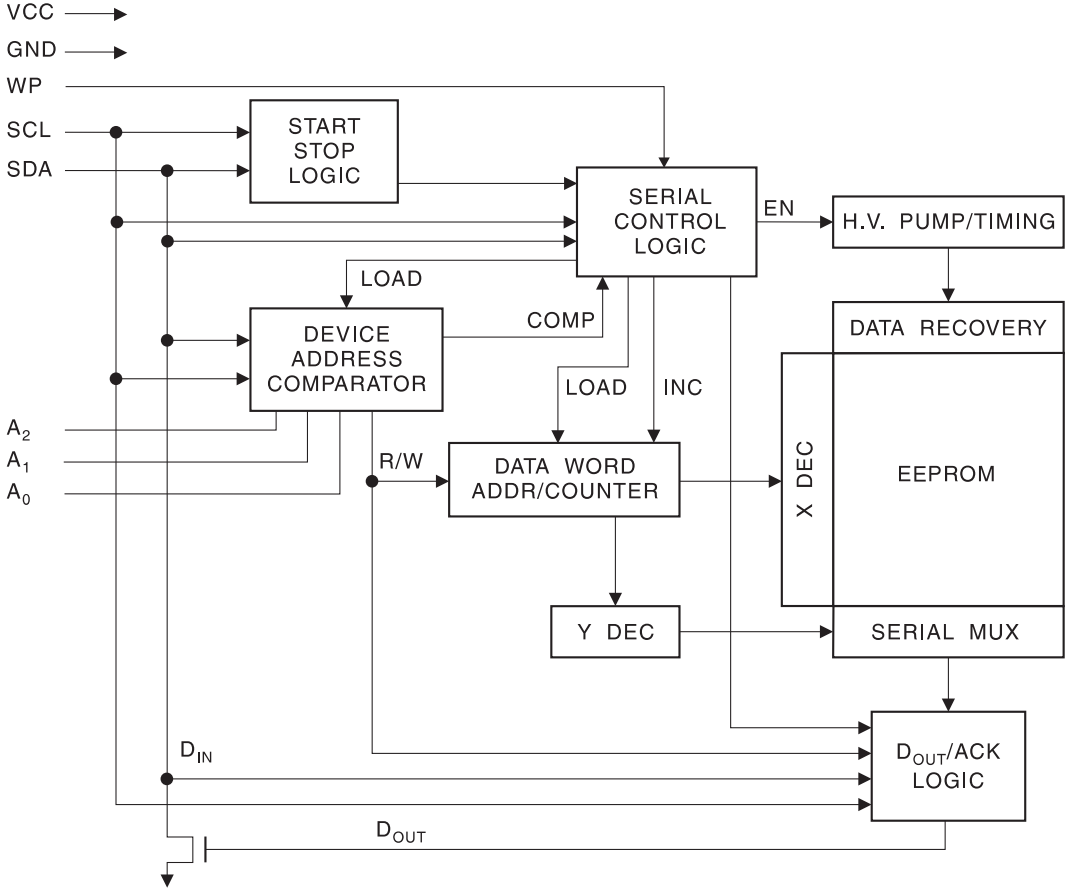 VCC
GND
WP
SCL
SDA
START
STOP
LOGIC
SERIAL
CONTROL
LOGIC
EN
H.V. PUMP/TIMING
LOAD
COMP
DATA RECOVERY
DEVICE
ADDRESS
COMPARATOR
LOAD
INC
A2
A1
A0
R/W
DATA WORD
ADDR/COUNTER
X DEC
EEPROM
Y DEC
SERIAL MUX
DIN
DOUT/ACK
LOGIC
DOUT